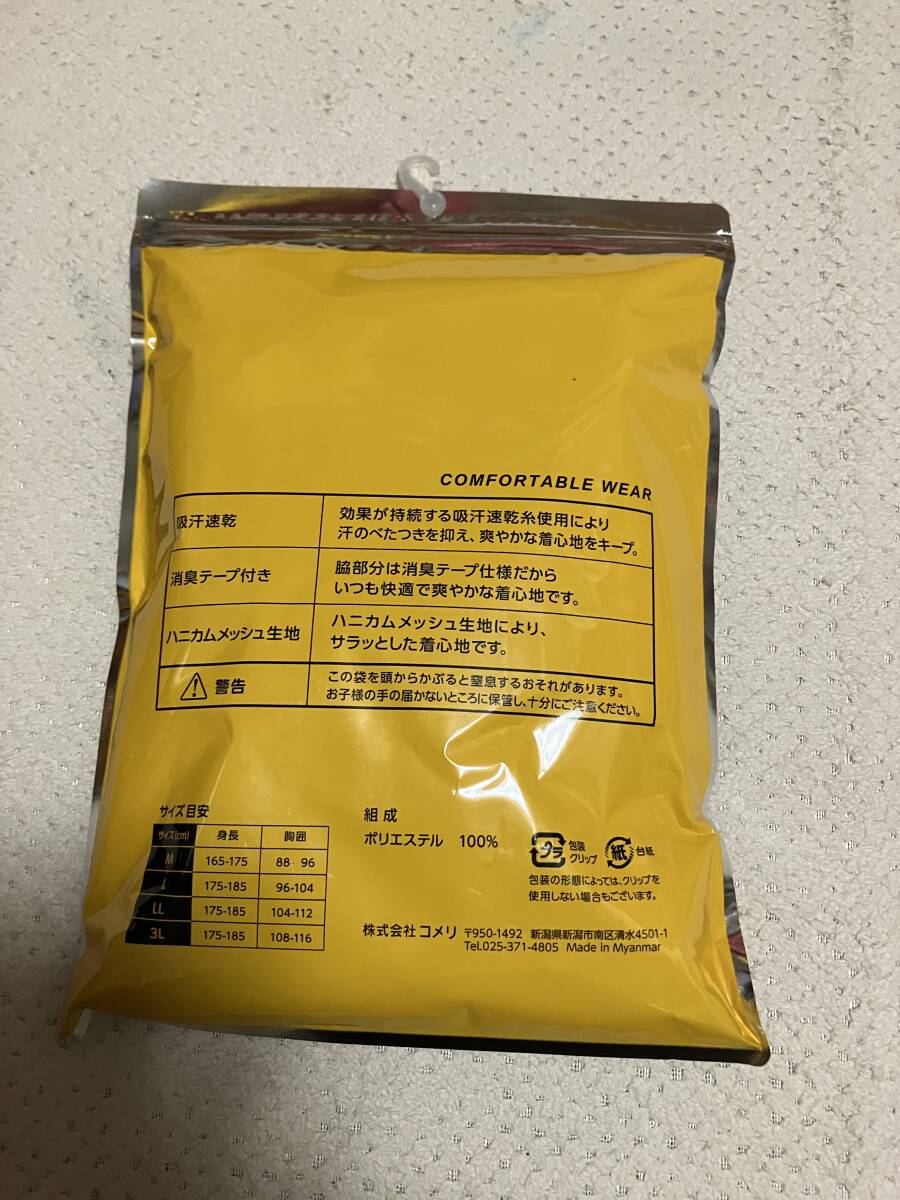 COMFORTABLE WEAR
吸汗速乾
効果が持続する吸汗速乾糸使用により
汗のべたつきを抑え、爽やかな着心地をキープ。
消臭テープ付き
脇部分は消臭テープ仕様だから
いつも快適で爽やかな着心地です。
ハニカムメッシュ生地
ハニカムメッシュ生地により、
サラッとした着心地です。
警告
この袋を頭からかぶると窒息するおそれがあります。
お子様の手の届かないところに保管し、十分にご注意ください。
サイズ目安
サイズ(cm) 身長 胸囲
M 165-175 88 96
L 175-185 96-104
LL 175-185 104-112
3L 175-185 108-116
組成
ポリエステル 100%
プラ 包装
クリップ
紙 台紙
包装の形態によっては、クリップを
使用しない場合もございます。
株式会社 コメリ 〒950-1492 新潟県新潟市南区清水4501-1
Tel.025-371-4805 Made in Myanmar